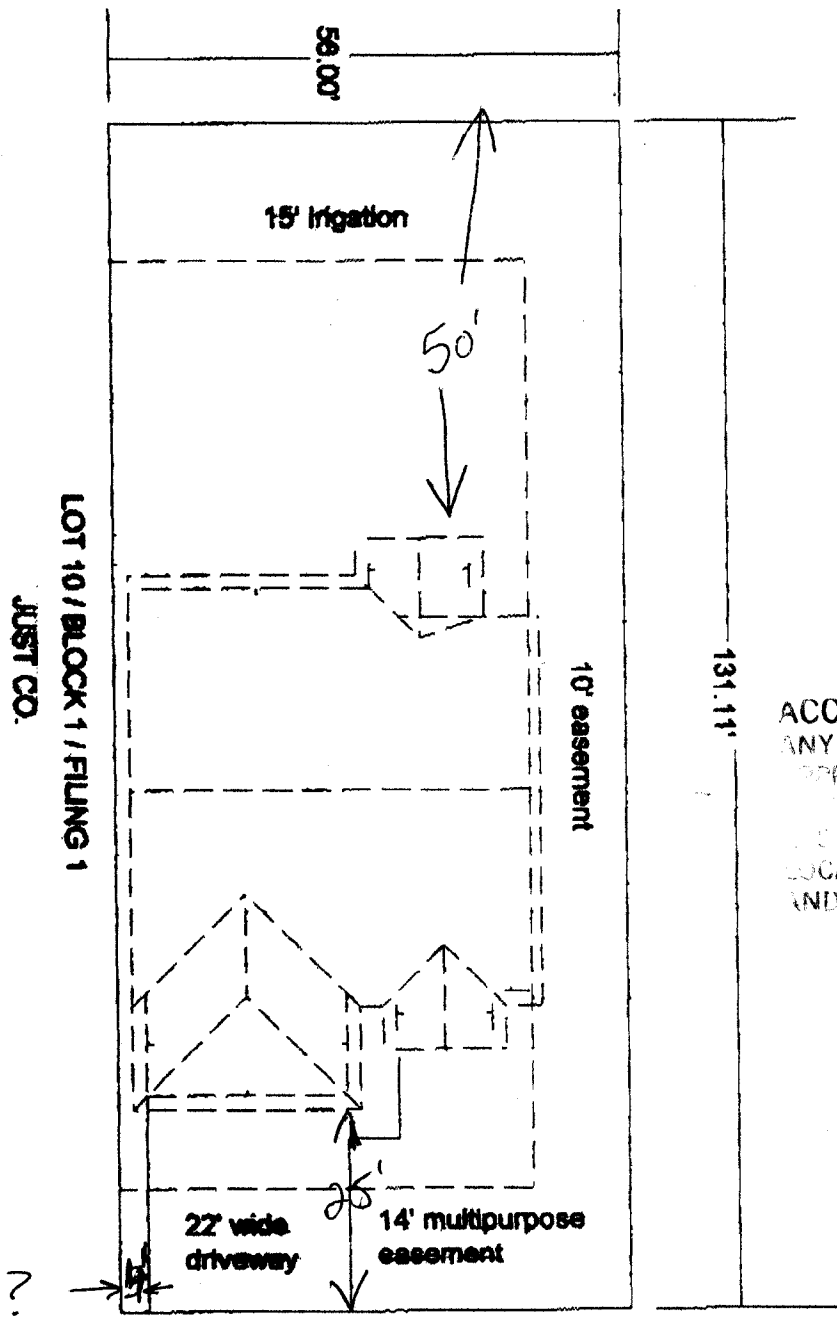 56.00'
15' irrigation
50'
131.11'
10' easement
LOT 10 / BLOCK 1 / FILING 1
JUST CO.
ACC
ANY
AND
22' wide
driveway
14' multipurpose
easement
?